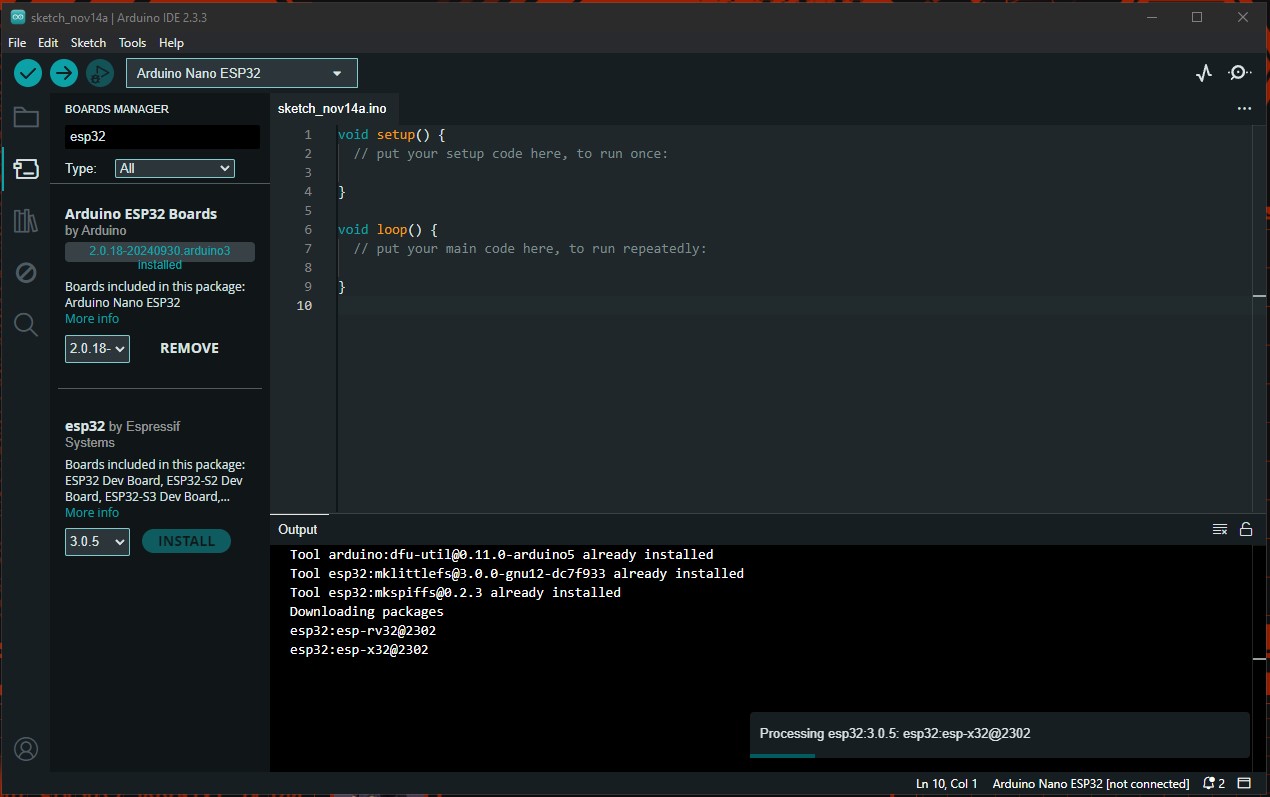 sketch_nov14a | Arduino IDE 2.3.3
File Edit Sketch Tools Help
Arduino Nano ESP32
BOARDS MANAGER
esp32
Type: All
Arduino ESP32 Boards
by Arduino
2.0.18-20240930.arduino3
installed
Boards included in this package:
Arduino Nano ESP32
More info
2.0.18- REMOVE
esp32 by Espressif
Systems
Boards included in this package:
ESP32 Dev Board, ESP32-S2 Dev
Board, ESP32-S3 Dev Board,...
More info
3.0.5 INSTALL
sketch_nov14a.ino
1 void setup() {
2 // put your setup code here, to run once:
3
4 }
5
6 void loop() {
7 // put your main code here, to run repeatedly:
8
9 }
10
Output
Tool arduino:dfu-util@0.11.0-arduino5 already installed
Tool esp32:mklittlefs@3.0.0-gnu12-dc7f933 already installed
Tool esp32:mkspiffs@0.2.3 already installed
Downloading packages
esp32:esp-rv32@2302
esp32:esp-x32@2302
Processing esp32:3.0.5: esp32:esp-x32@2302
Ln 10, Col 1 Arduino Nano ESP32 [not connected] 2